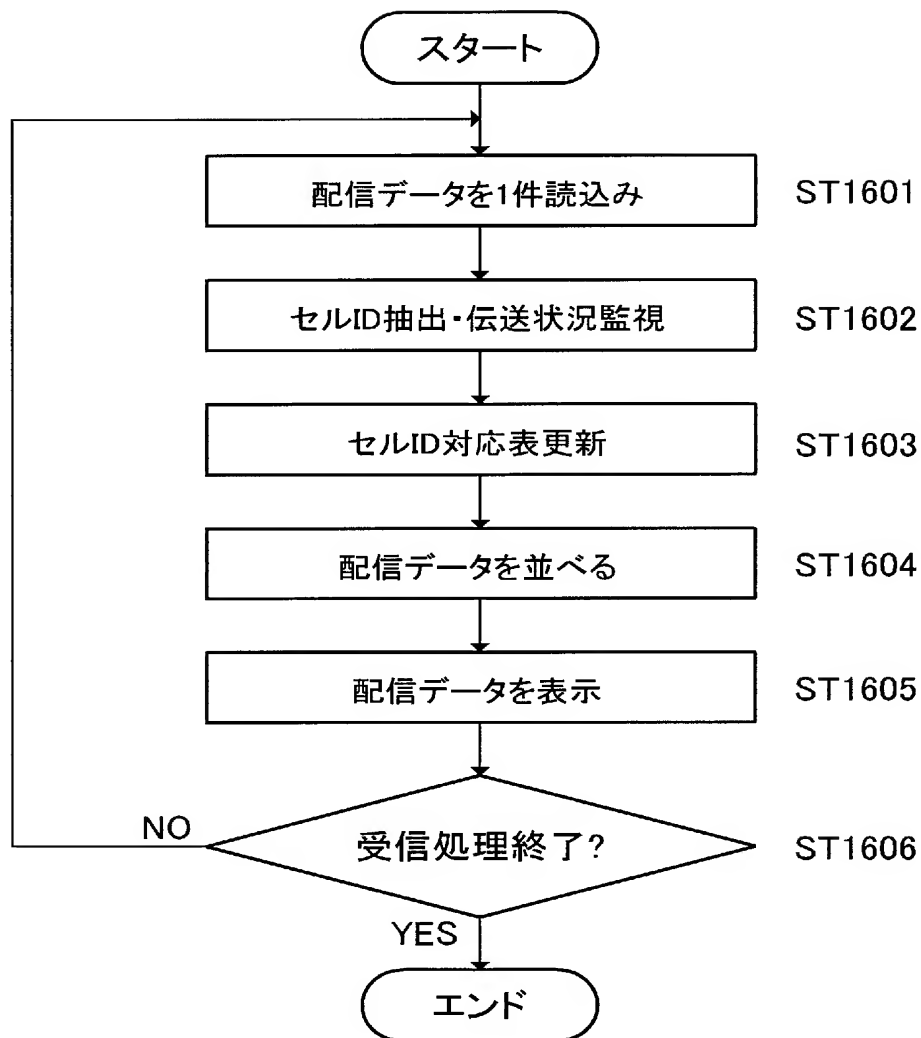 スタート
配信データを1件読込み
ST1601
セルID抽出・伝送状況監視
ST1602
セルID対応表更新
ST1603
配信データを並べる
ST1604
配信データを表示
ST1605
NO
受信処理終了?
ST1606
YES
エンド